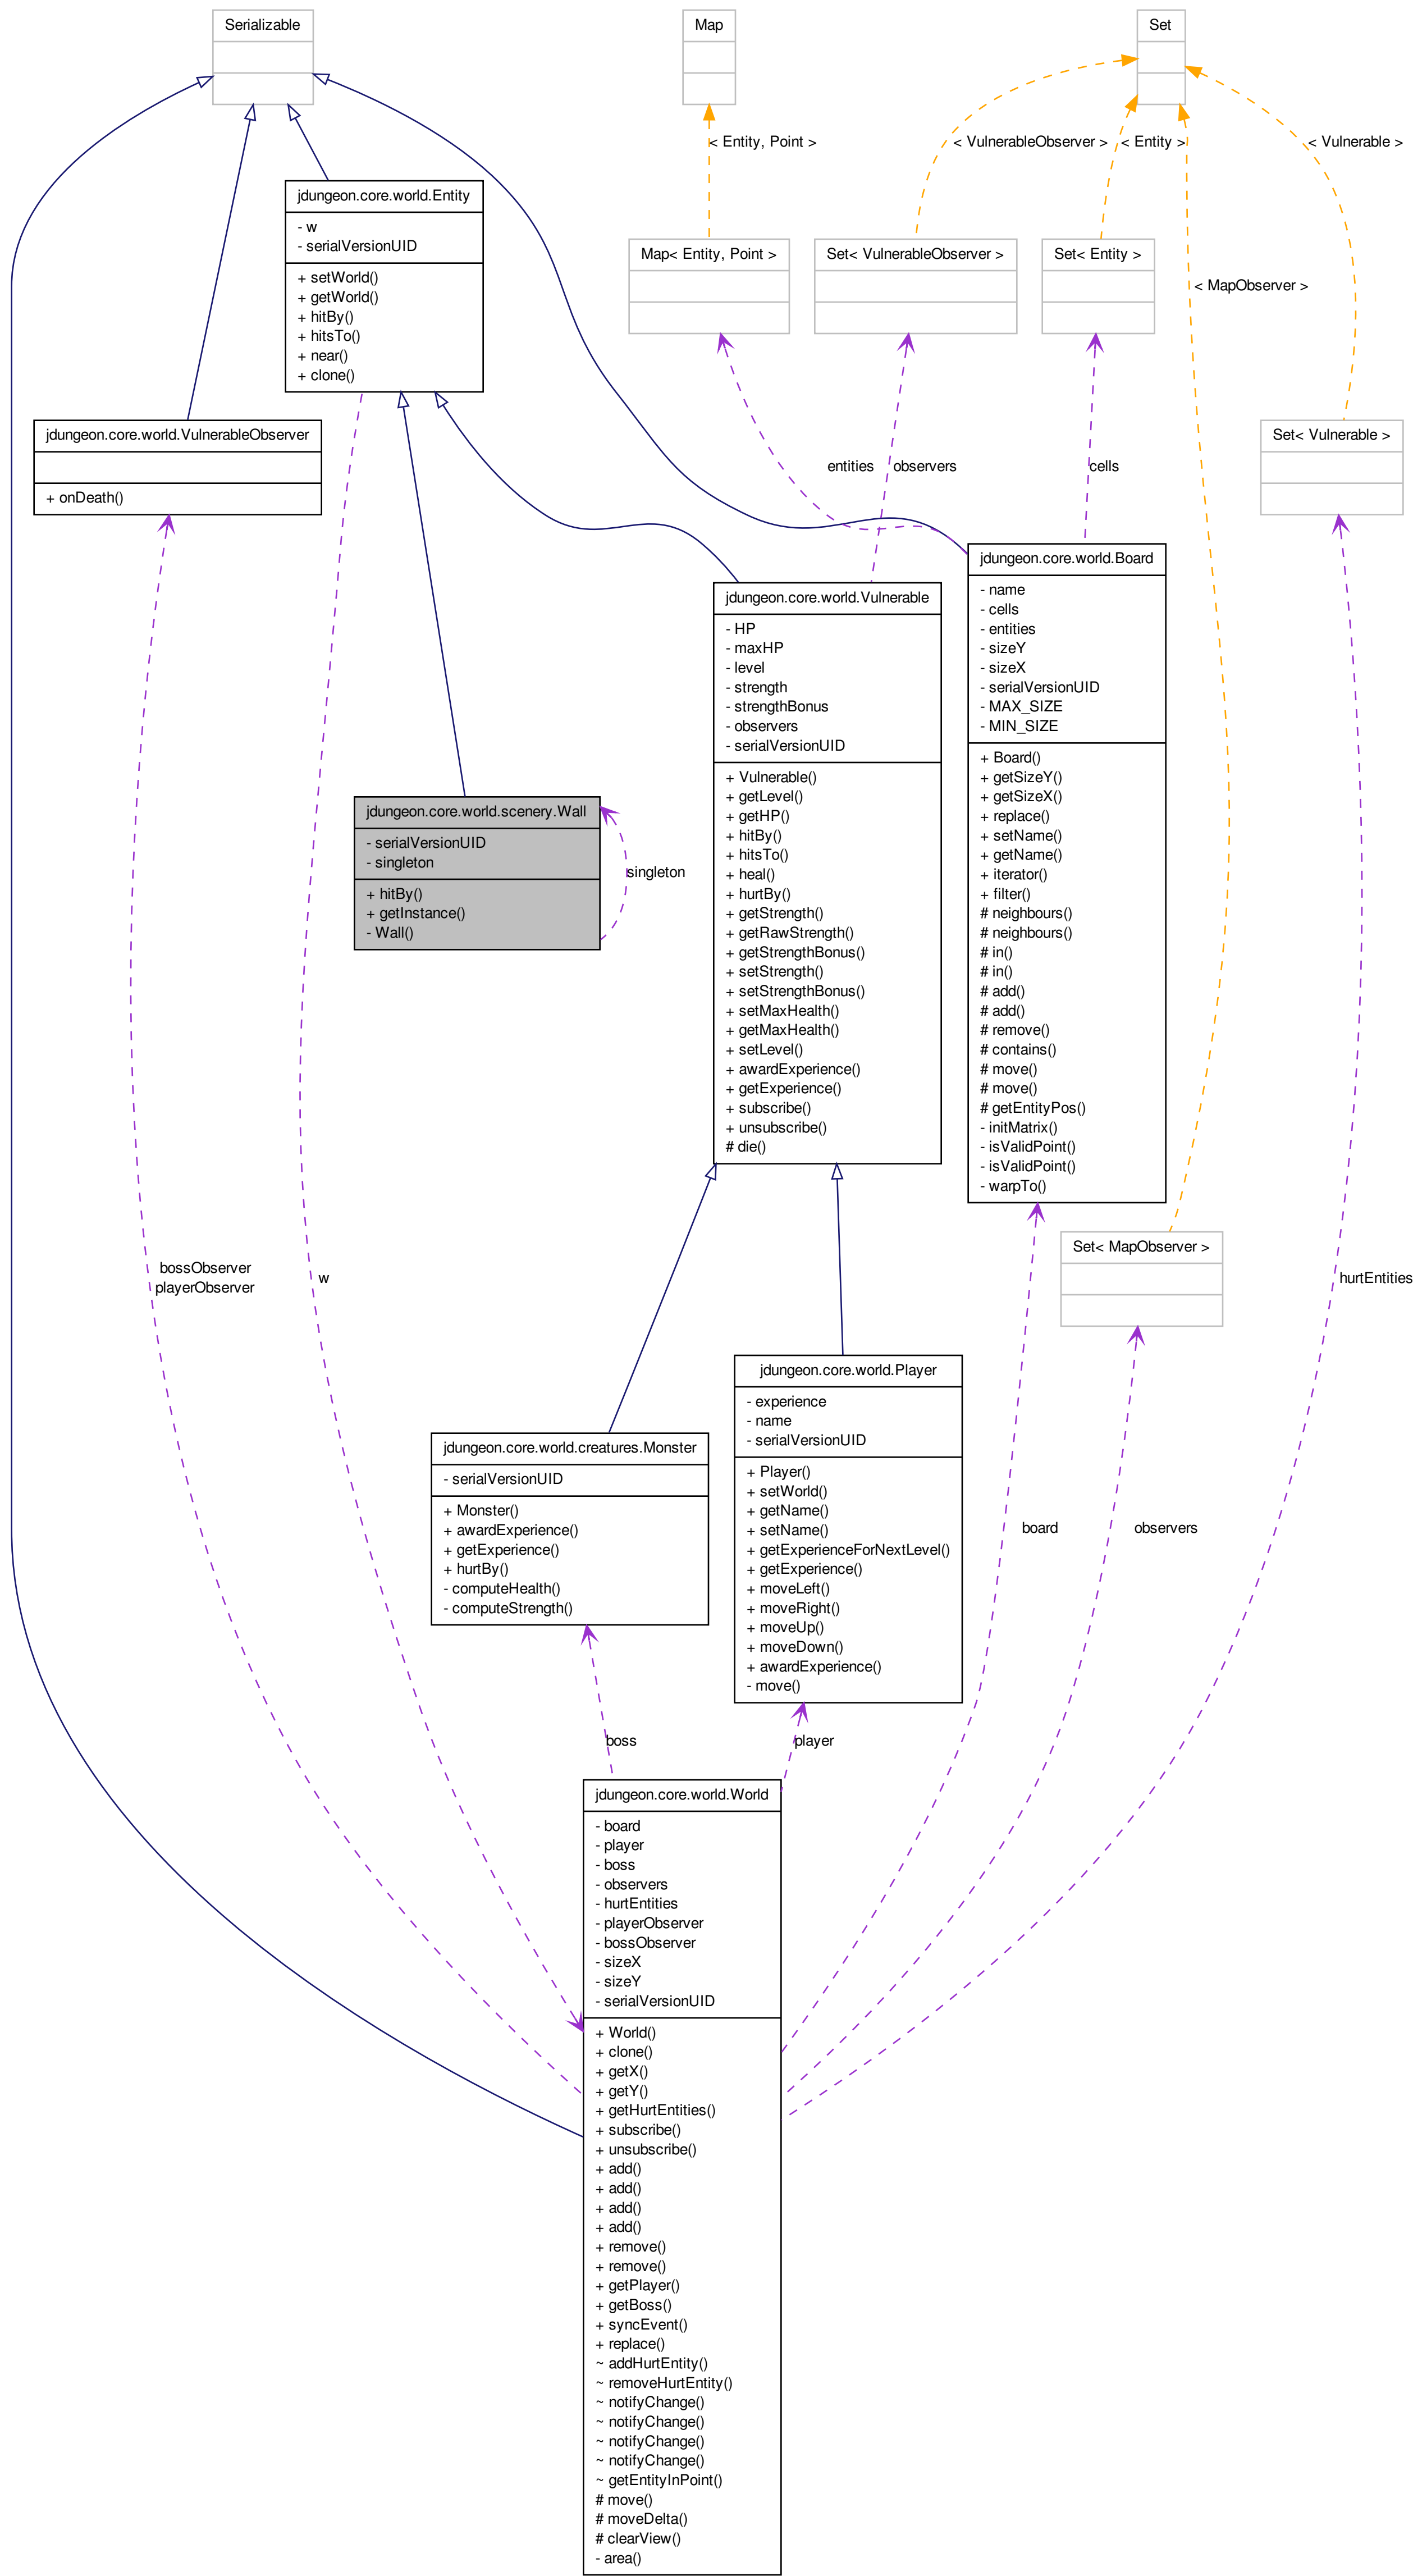 Serializable
Map
Set
< Entity, Point >
< VulnerableObserver >
< Entity >
< Vulnerable >
jdungeon.core.world.Entity
- w
- serialVersionUID
+ setWorld()
+ getWorld()
+ hitBy()
+ hitsTo()
+ near()
+ clone()
Map< Entity, Point >
Set< VulnerableObserver >
Set< Entity >
< MapObserver >
jdungeon.core.world.VulnerableObserver
+ onDeath()
Set< Vulnerable >
entities
observers
cells
jdungeon.core.world.Vulnerable
- HP
- maxHP
- level
- strength
- strengthBonus
- observers
- serialVersionUID
+ Vulnerable()
+ getLevel()
+ getHP()
+ hitBy()
+ hitsTo()
+ heal()
+ hurtBy()
+ getStrength()
+ getRawStrength()
+ getStrengthBonus()
+ setStrength()
+ setStrengthBonus()
+ setMaxHealth()
+ getMaxHealth()
+ setLevel()
+ awardExperience()
+ getExperience()
+ subscribe()
+ unsubscribe()
# die()
jdungeon.core.world.Board
- name
- cells
- entities
- sizeY
- sizeX
- serialVersionUID
- MAX_SIZE
- MIN_SIZE
+ Board()
+ getSizeY()
+ getSizeX()
+ replace()
+ setName()
+ getName()
+ iterator()
+ filter()
# neighbours()
# neighbours()
# in()
# in()
# add()
# add()
# remove()
# contains()
# move()
# move()
# getEntityPos()
- initMatrix()
- isValidPoint()
- isValidPoint()
- warpTo()
jdungeon.core.world.scenery.Wall
- serialVersionUID
- singleton
+ hitBy()
+ getInstance()
- Wall()
singleton
Set< MapObserver >
bossObserver
playerObserver
w
hurtEntities
jdungeon.core.world.creatures.Monster
- serialVersionUID
+ Monster()
+ awardExperience()
+ getExperience()
+ hurtBy()
- computeHealth()
- computeStrength()
jdungeon.core.world.Player
- experience
- name
- serialVersionUID
+ Player()
+ setWorld()
+ getName()
+ setName()
+ getExperienceForNextLevel()
+ getExperience()
+ moveLeft()
+ moveRight()
+ moveUp()
+ moveDown()
+ awardExperience()
- move()
board
observers
boss
player
jdungeon.core.world.World
- board
- player
- boss
- observers
- hurtEntities
- playerObserver
- bossObserver
- sizeX
- sizeY
- serialVersionUID
+ World()
+ clone()
+ getX()
+ getY()
+ getHurtEntities()
+ subscribe()
+ unsubscribe()
+ add()
+ add()
+ add()
+ add()
+ remove()
+ remove()
+ getPlayer()
+ getBoss()
+ syncEvent()
+ replace()
~ addHurtEntity()
~ removeHurtEntity()
~ notifyChange()
~ notifyChange()
~ notifyChange()
~ notifyChange()
~ getEntityInPoint()
# move()
# moveDelta()
# clearView()
- area()